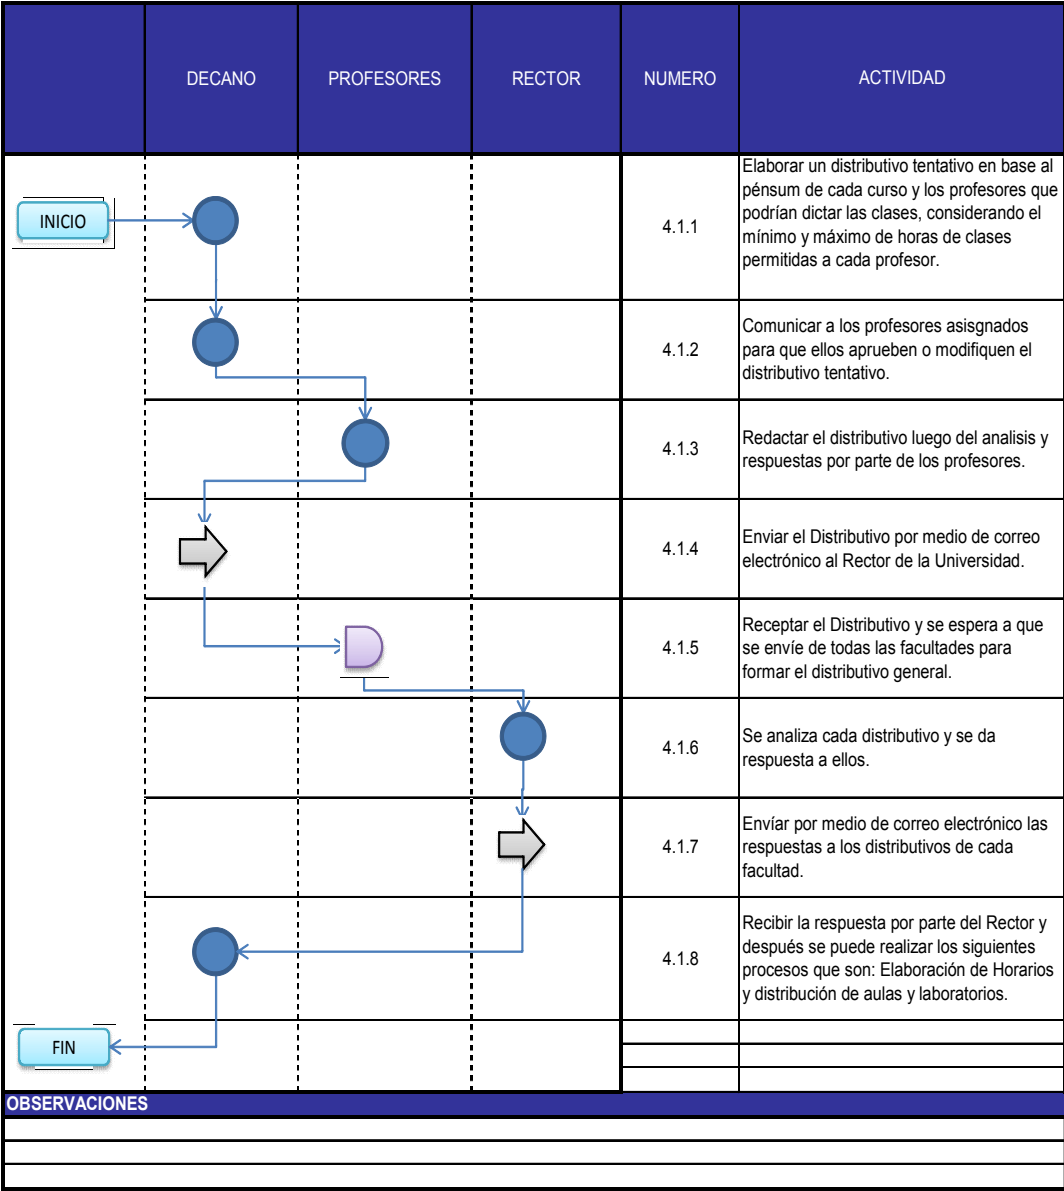 DECANO
PROFESORES
RECTOR
NUMERO
ACTIVIDAD
INICIO
4.1.1
Elaborar un distributivo tentativo en base al
pénsum de cada curso y los profesores que
podrían dictar las clases, considerando el
mínimo y máximo de horas de clases
permitidas a cada profesor.
4.1.2
Comunicar a los profesores asisgnados
para que ellos aprueben o modifiquen el
distributivo tentativo.
4.1.3
Redactar el distributivo luego del analisis y
respuestas por parte de los profesores.
4.1.4
Enviar el Distributivo por medio de correo
electrónico al Rector de la Universidad.
4.1.5
Receptar el Distributivo y se espera a que
se envíe de todas las facultades para
formar el distributivo general.
4.1.6
Se analiza cada distributivo y se da
respuesta a ellos.
4.1.7
Envíar por medio de correo electrónico las
respuestas a los distributivos de cada
facultad.
4.1.8
Recibir la respuesta por parte del Rector y
después se puede realizar los siguientes
procesos que son: Elaboración de Horarios
y distribución de aulas y laboratorios.
FIN
OBSERVACIONES